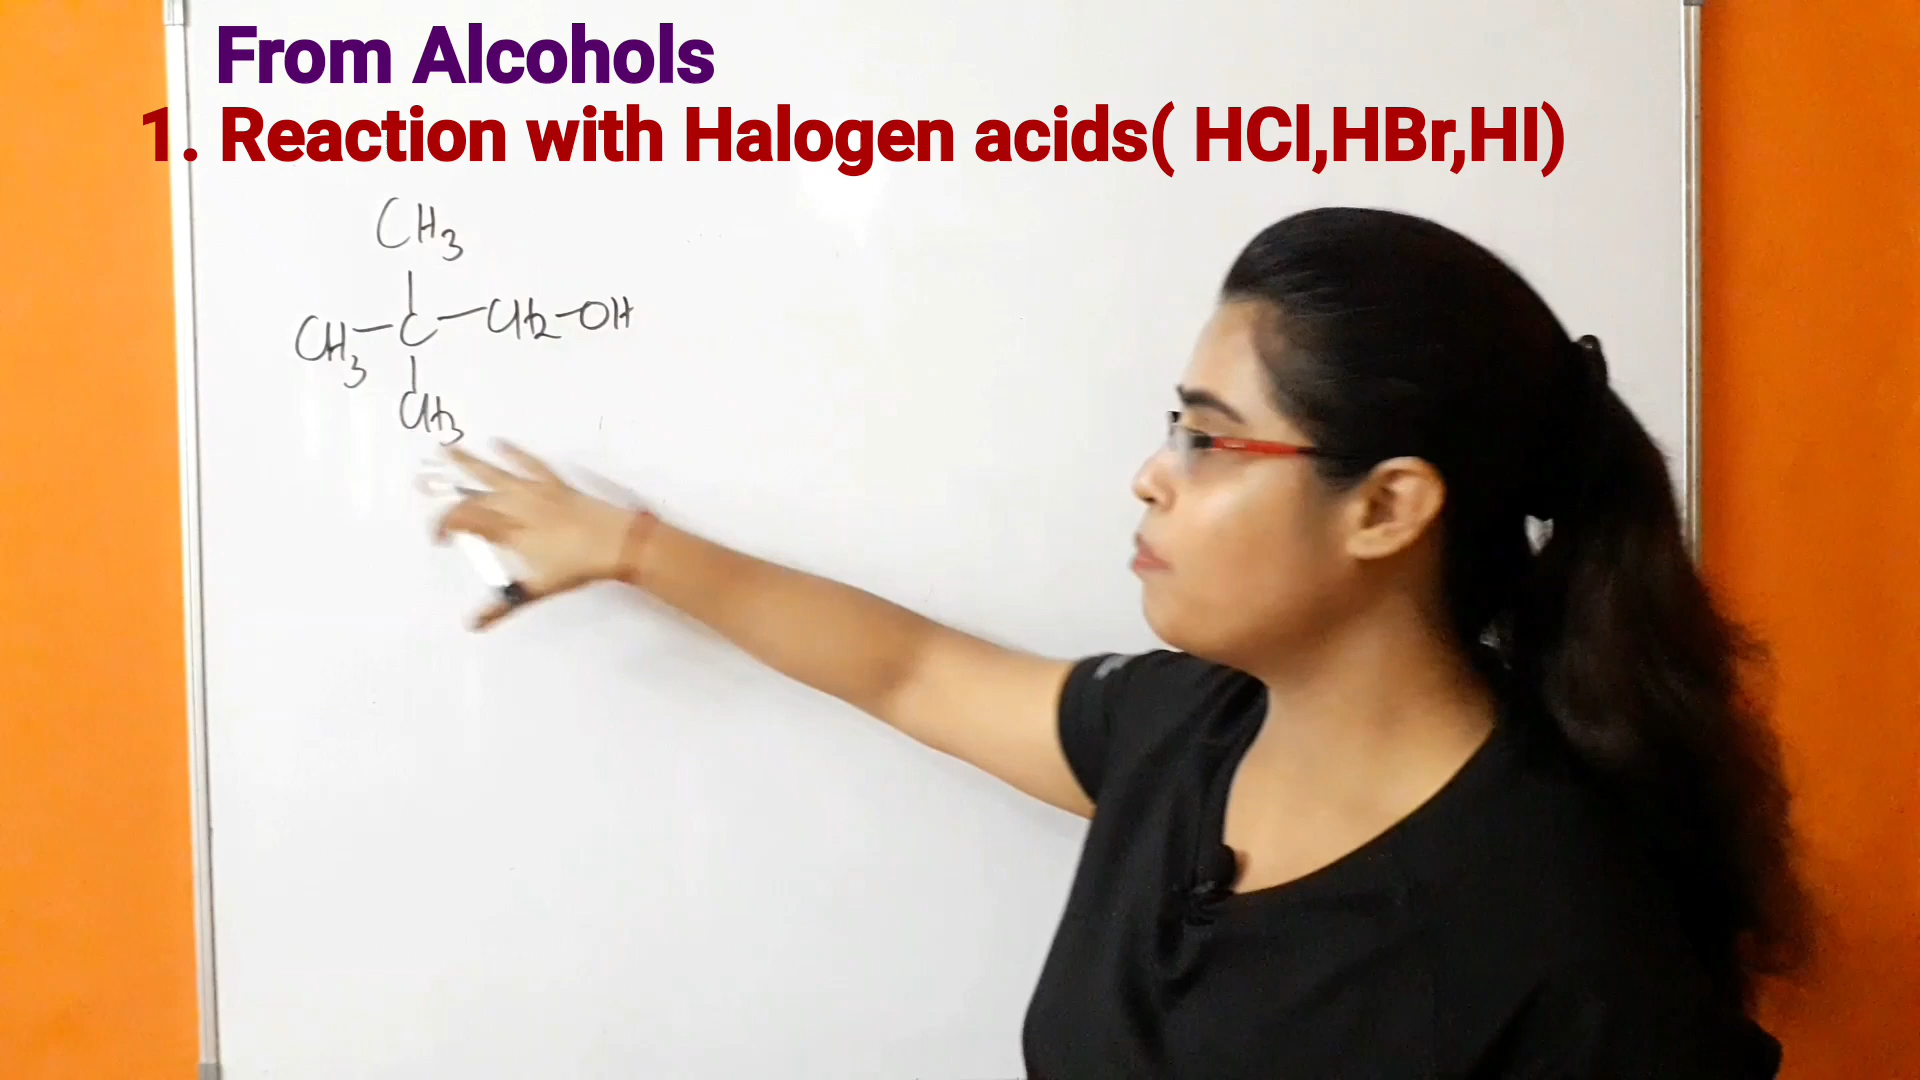 From Alcohols
1. Reaction with Halogen acids( HCl,HBr,HI)
CH3
CH3-C-CH2-OH
CH3